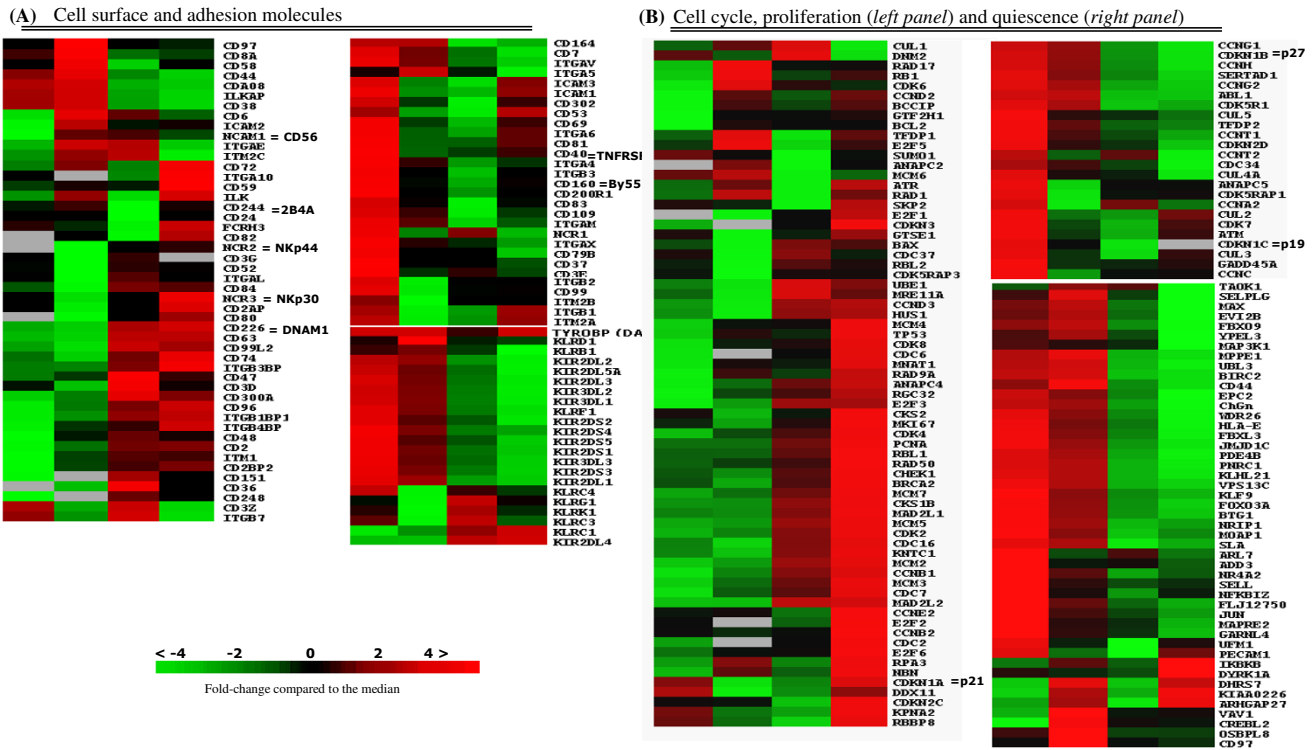 (A) Cell surface and adhesion molecules
CD97
CD8A
CD58
CD44
CDA08
ILKAP
CD38
CD6
ICAM2
NCAM1 = CD56
ITGAE
ITM2C
CD72
ITGA10
CD59
ILK
CD244 =2B4A
CD24
FCRH3
CD82
NCR2 = NKp44
CD3G
CD52
ITGAL
CD84
NCR3 = NKp30
CD2AP
CD80
CD226 = DNAM1
CD63
CD99L2
CD74
ITGB3BP
CD47
CD3D
CD300A
CD96
ITGB1BP1
ITGB4BP
CD48
CD2
ITM1
CD2BP2
CD151
CD36
CD248
CD3Z
ITGB7
CD164
CD7
ITGAV
ITGA5
ICAM3
ICAM1
CD302
CD53
CD69
ITGA6
CD81
CD40 =TNFRSI
ITGA4
ITGB3
CD160 =By55
CD200R1
CD83
CD109
ITGAM
NCR1
ITGAX
CD79B
CD37
CD3E
ITGB2
CD99
ITM2B
ITGB1
ITM2A
TYROBP (DA
KLRD1
KLRB1
KIR2DL2
KIR2DL5A
KIR2DL3
KIR3DL2
KIR3DL1
KLRF1
KIR2DS2
KIR2DS4
KIR2DS5
KIR2DS1
KIR3DL3
KIR2DS3
KIR2DL1
KLRC4
KLRG1
KLRK1
KLRC3
KLRC1
KIR2DL4
< -4 -2 0 2 4 >
Fold-change compared to the median
(B) Cell cycle, proliferation (left panel) and quiescence (right panel)
CUL1
DNM2
RAD17
RB1
CDK6
CCND2
BCCIP
GTF2H1
BCL2
TFDP1
E2F5
SUMO1
ANAPC2
MCM6
ATR
RAD1
SKP2
E2F1
CDKN3
GTSE1
BAX
CDC37
RBL2
CDK5RAP3
UBE1
MRE11A
CCND3
HUS1
MCM4
TP53
CDK8
CDC6
MNAT1
RAD9A
ANAPC4
RGC32
E2F3
CKS2
MKI67
CDK4
PCNA
RBL1
RAD50
CHEK1
BRCA2
MCM7
CKS1B
MAD2L1
MCM5
CDK2
CDC16
KNTC1
MCM2
CCNB1
MCM3
CDC7
MAD2L2
CCNE2
E2F2
CCNB2
CDC2
E2F6
RPA3
NBN
CDKN1A =p21
DDX11
CDKN2C
KPNA2
RBBP8
CCNG1
CDKN1B =p27
CCNH
SERTAD1
CCNG2
ABL1
CDK5R1
CUL5
TFDP2
CCNT1
CDKN2D
CCNT2
CDC34
CUL4A
ANAPC5
CDK5RAP1
CCNA2
CUL2
CDK7
ATM
CDKN1C =p19
CUL3
GADD45A
CCNC
TAOK1
SELPLG
MAX
EVI2B
FBXO9
YPEL3
MAP3K1
MPPE1
UBL3
BIRC2
CD44
EPC2
ChGn
WDR26
HLA-E
FBXL3
JMJD1C
PDE4B
PNRC1
KLHL21
VPS13C
KLF9
FOXO3A
BTG1
NRIP1
MOAP1
SLA
ARL7
ADD3
NR4A2
SELL
NFKBIZ
FLJ12750
JUN
MAPRE2
GARNL4
UFM1
PECAM1
IKBKB
DYRK1A
DHRS7
KIAA0226
ARHGAP27
VAV1
CREBL2
OSBPL8
CD97